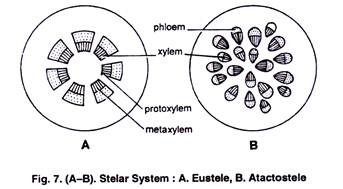 phloem
xylem
protoxylem
metaxylem
A
B
Fig. 7. (A–B). Stelar System : A. Eustele, B. Atactostele